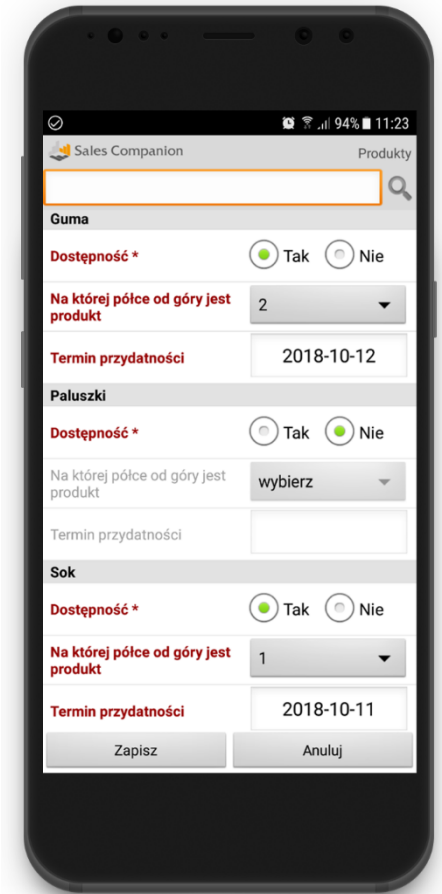 94% 11:23
Sales Companion Produkty
Guma
Dostępność * Tak Nie
Na której półce od góry jest
produkt
2
Termin przydatności 2018-10-12
Paluszki
Dostępność * Tak Nie
Na której półce od góry jest
produkt
wybierz
Termin przydatności
Sok
Dostępność * Tak Nie
Na której półce od góry jest
produkt
1
Termin przydatności 2018-10-11
Zapisz Anuluj